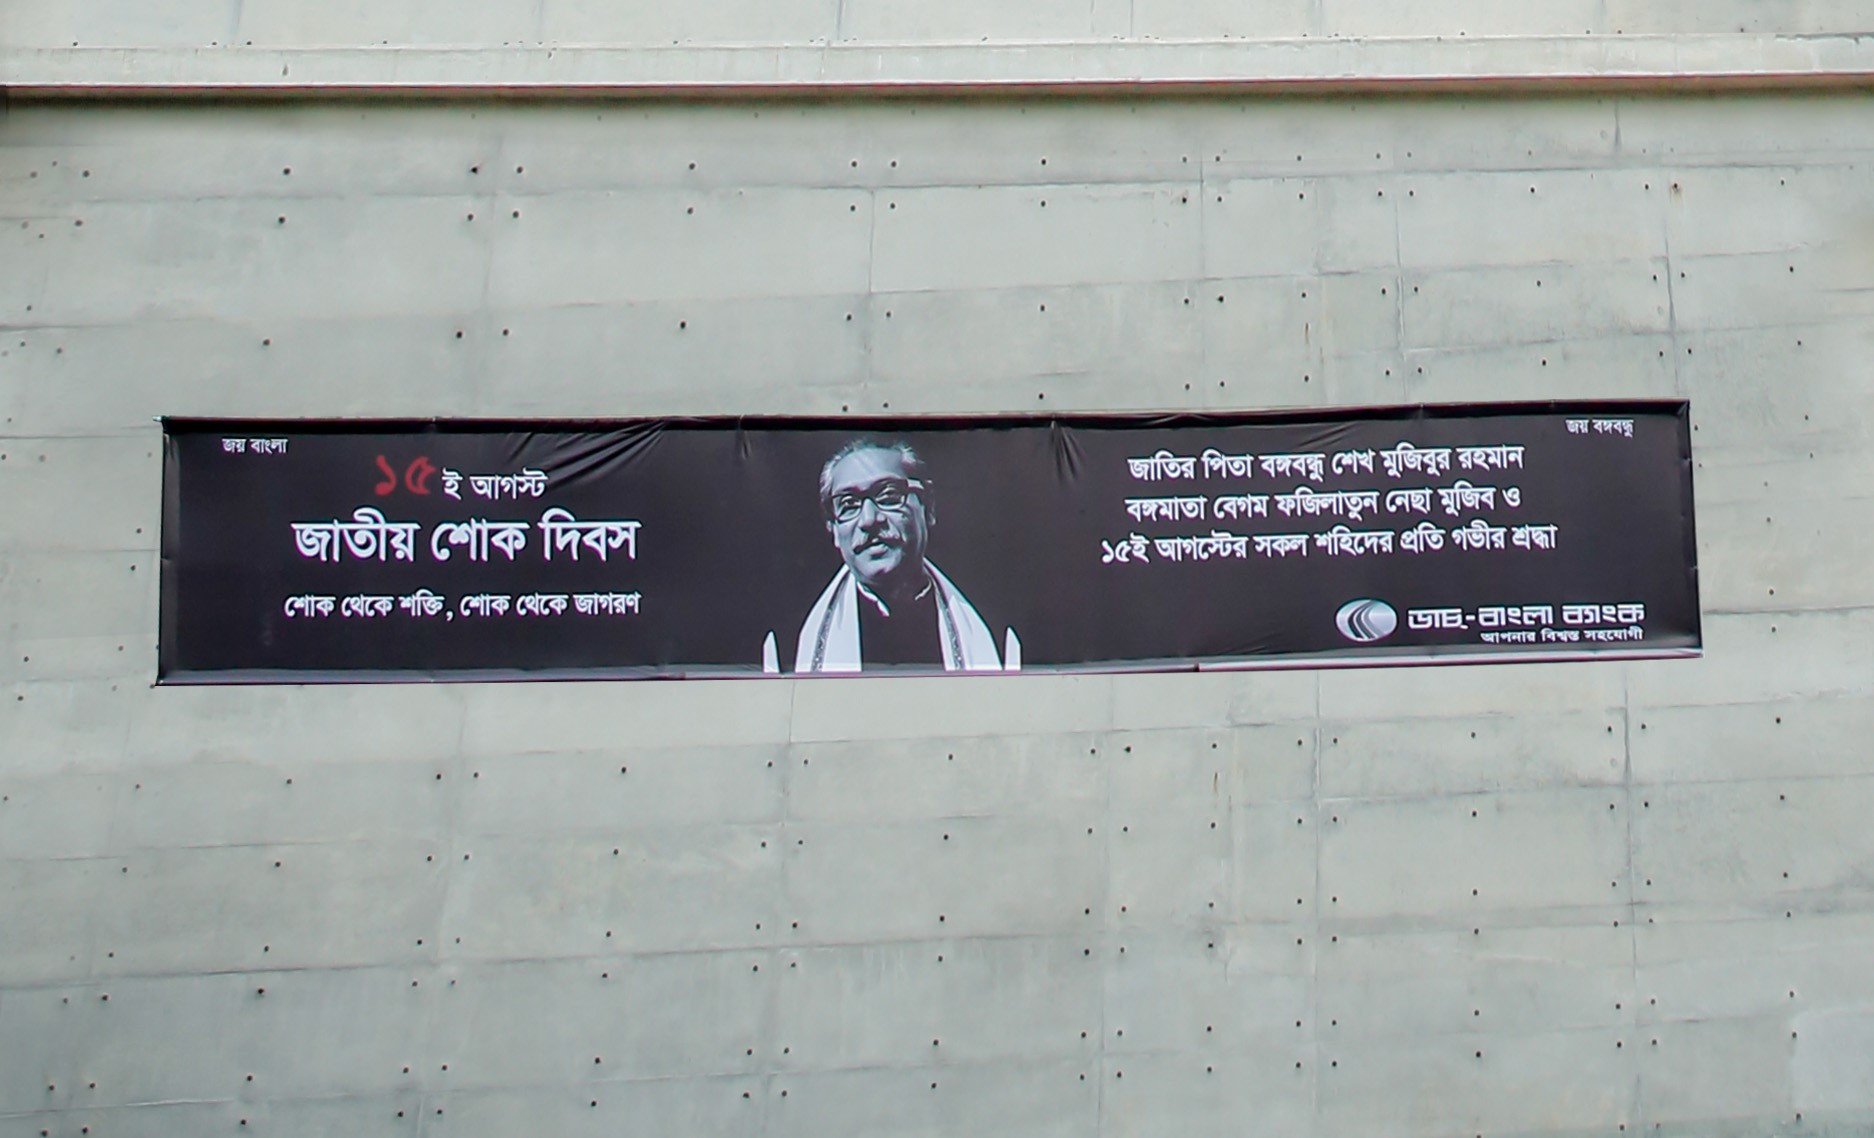 জয় বাংলা
১৫ই আগস্ট
জাতীয় শোক দিবস
শোক থেকে শক্তি, শোক থেকে জাগরণ
জয় বঙ্গবন্ধু
জাতির পিতা বঙ্গবন্ধু শেখ মুজিবুর রহমান
বঙ্গমাতা বেগম ফজিলাতুন নেছা মুজিব ও
১৫ই আগস্টের সকল শহিদের প্রতি গভীর শ্রদ্ধা
ডাচ্-বাংলা ব্যাংক
আপনার বিশ্বস্ত সহযোগী